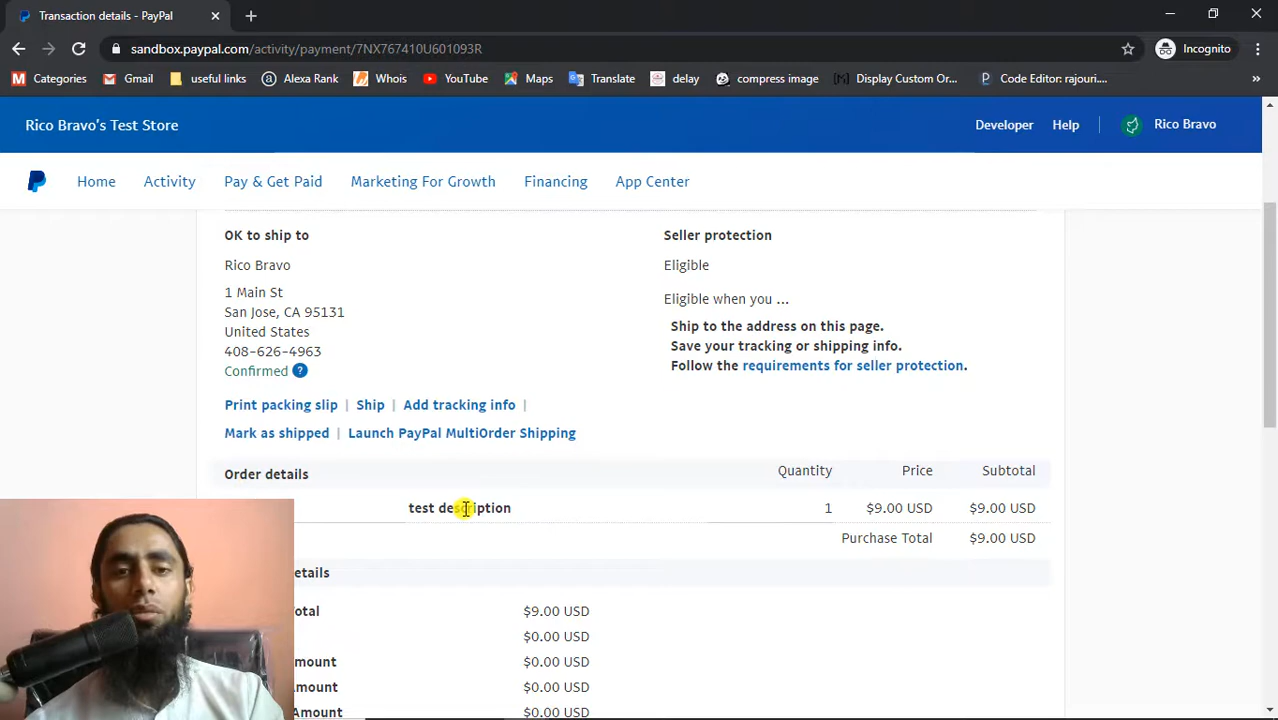 Transaction details - PayPal
sandbox.paypal.com/activity/payment/7NX767410U601093R
Incognito
Categories Gmail useful links Alexa Rank Whois YouTube Maps Translate delay compress image Display Custom Or... Code Editor: rajouri....
Rico Bravo's Test Store
Developer Help Rico Bravo
Home Activity Pay & Get Paid Marketing For Growth Financing App Center
OK to ship to
Rico Bravo
1 Main St
San Jose, CA 95131
United States
408-626-4963
Confirmed ?
Print packing slip | Ship | Add tracking info |
Mark as shipped | Launch PayPal MultiOrder Shipping
Seller protection
Eligible
Eligible when you ...
Ship to the address on this page.
Save your tracking or shipping info.
Follow the requirements for seller protection.
Order details Quantity Price Subtotal
test description 1 $9.00 USD $9.00 USD
Purchase Total $9.00 USD
etails
otal $9.00 USD
$0.00 USD
mount $0.00 USD
mount $0.00 USD
Amount $0.00 USD